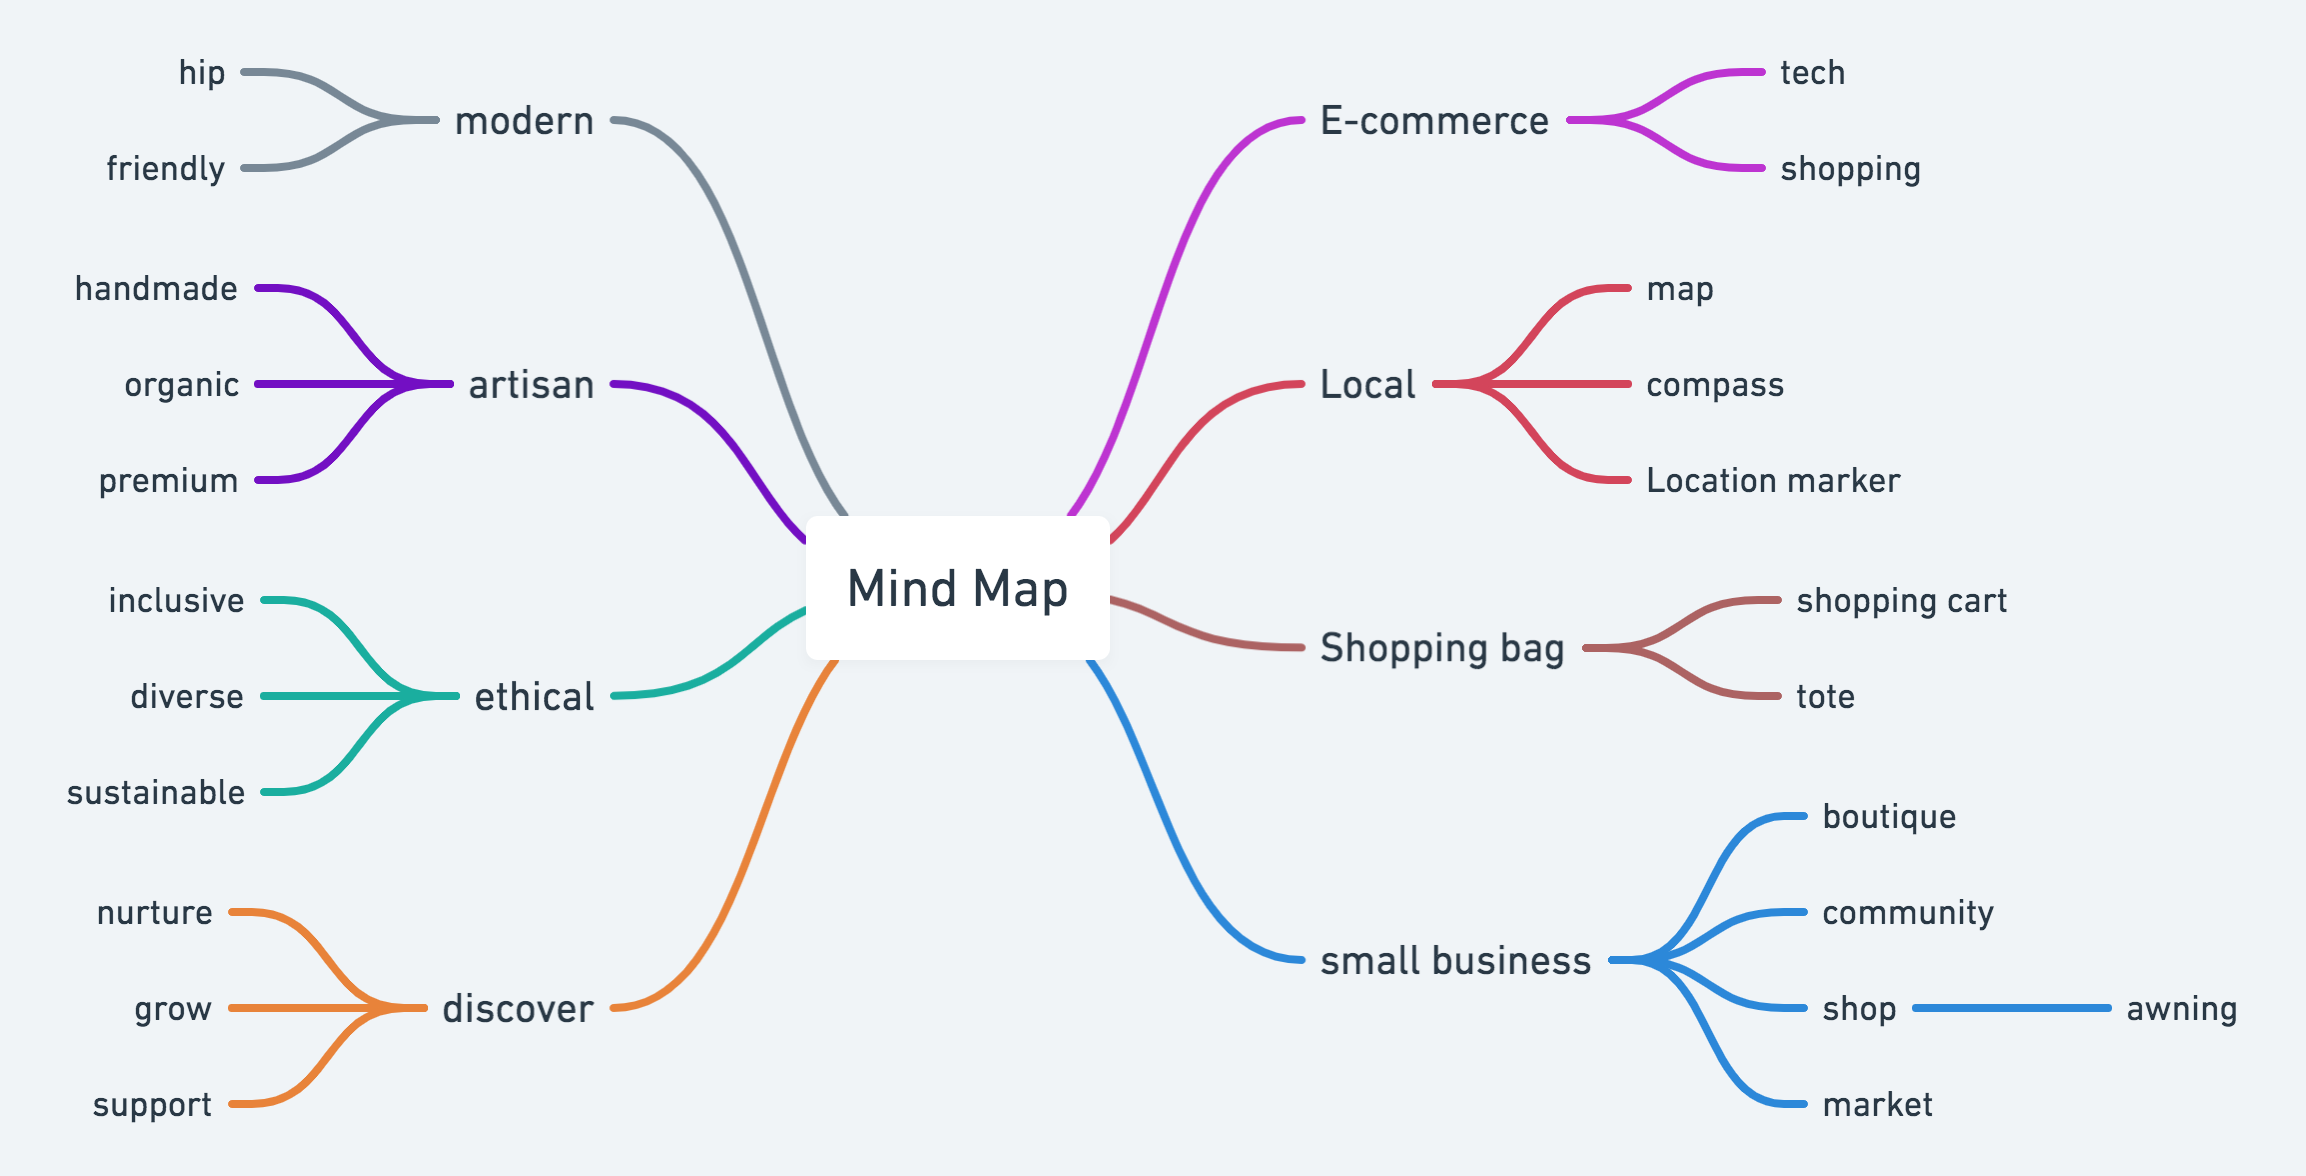 hip
friendly
modern
handmade
organic
premium
artisan
inclusive
diverse
sustainable
ethical
nurture
grow
support
discover
Mind Map
E-commerce
tech
shopping
Local
map
compass
Location marker
Shopping bag
shopping cart
tote
small business
boutique
community
shop
awning
market